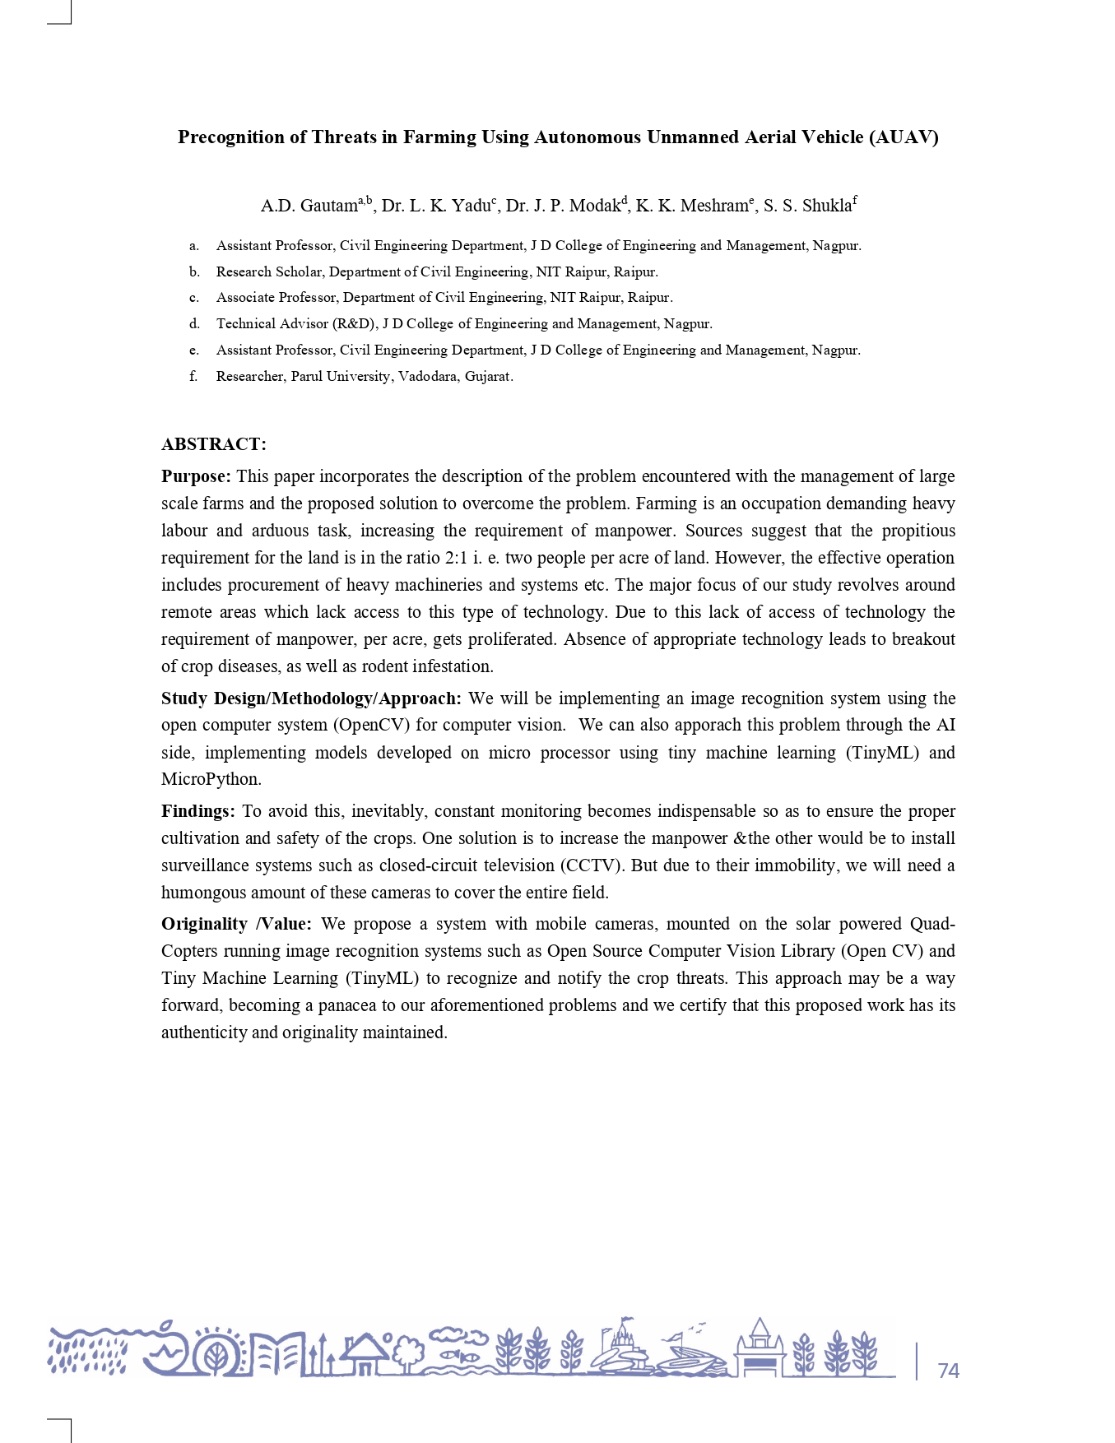 Precognition of Threats in Farming Using Autonomous Unmanned Aerial Vehicle (AUAV)
A.D. Gautamᵃ,ᵇ, Dr. L. K. Yaduᶜ, Dr. J. P. Modakᵈ, K. K. Meshramᵉ, S. S. Shuklaᶠ
a. Assistant Professor, Civil Engineering Department, J D College of Engineering and Management, Nagpur.
b. Research Scholar, Department of Civil Engineering, NIT Raipur, Raipur.
c. Associate Professor, Department of Civil Engineering, NIT Raipur, Raipur.
d. Technical Advisor (R&D), J D College of Engineering and Management, Nagpur.
e. Assistant Professor, Civil Engineering Department, J D College of Engineering and Management, Nagpur.
f. Researcher, Parul University, Vadodara, Gujarat.
ABSTRACT:
Purpose: This paper incorporates the description of the problem encountered with the management of large
scale farms and the proposed solution to overcome the problem. Farming is an occupation demanding heavy
labour and arduous task, increasing the requirement of manpower. Sources suggest that the propitious
requirement for the land is in the ratio 2:1 i. e. two people per acre of land. However, the effective operation
includes procurement of heavy machineries and systems etc. The major focus of our study revolves around
remote areas which lack access to this type of technology. Due to this lack of access of technology the
requirement of manpower, per acre, gets proliferated. Absence of appropriate technology leads to breakout
of crop diseases, as well as rodent infestation.
Study Design/Methodology/Approach: We will be implementing an image recognition system using the
open computer system (OpenCV) for computer vision. We can also apporach this problem through the AI
side, implementing models developed on micro processor using tiny machine learning (TinyML) and
MicroPython.
Findings: To avoid this, inevitably, constant monitoring becomes indispensable so as to ensure the proper
cultivation and safety of the crops. One solution is to increase the manpower &the other would be to install
surveillance systems such as closed-circuit television (CCTV). But due to their immobility, we will need a
humongous amount of these cameras to cover the entire field.
Originality /Value: We propose a system with mobile cameras, mounted on the solar powered Quad-
Copters running image recognition systems such as Open Source Computer Vision Library (Open CV) and
Tiny Machine Learning (TinyML) to recognize and notify the crop threats. This approach may be a way
forward, becoming a panacea to our aforementioned problems and we certify that this proposed work has its
authenticity and originality maintained.
74